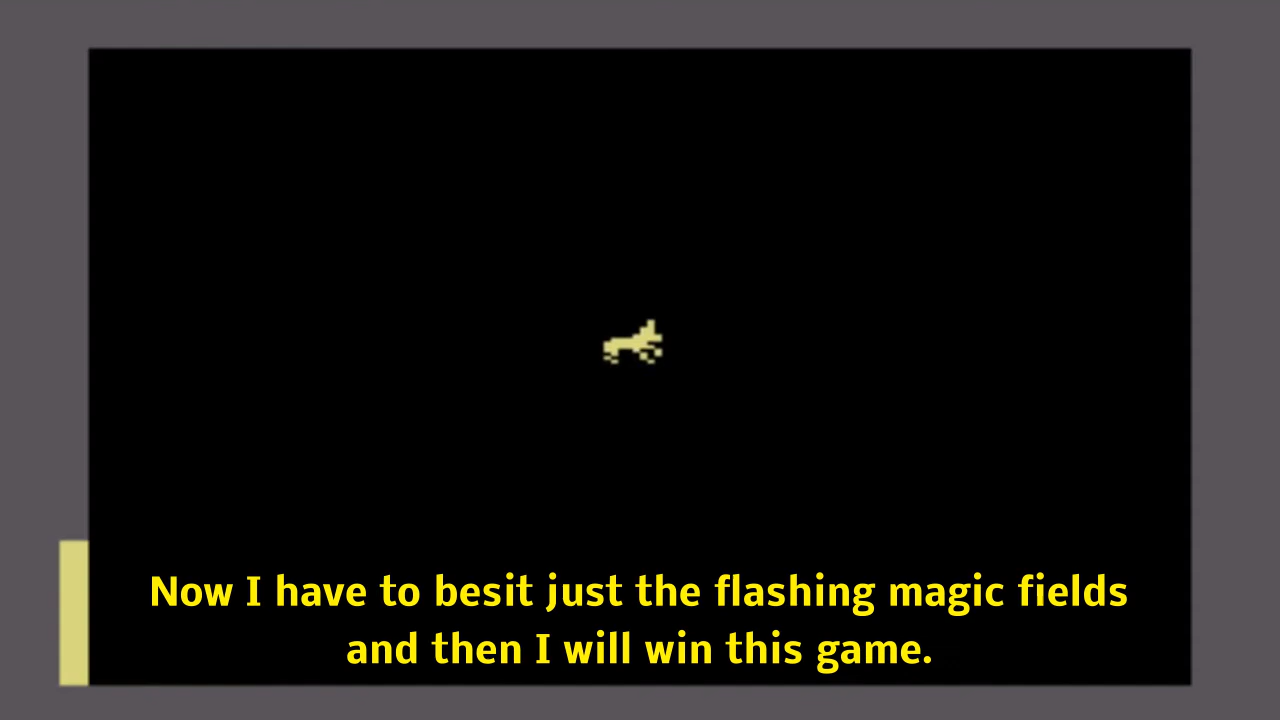 Now I have to besit just the flashing magic fields
and then I will win this game.